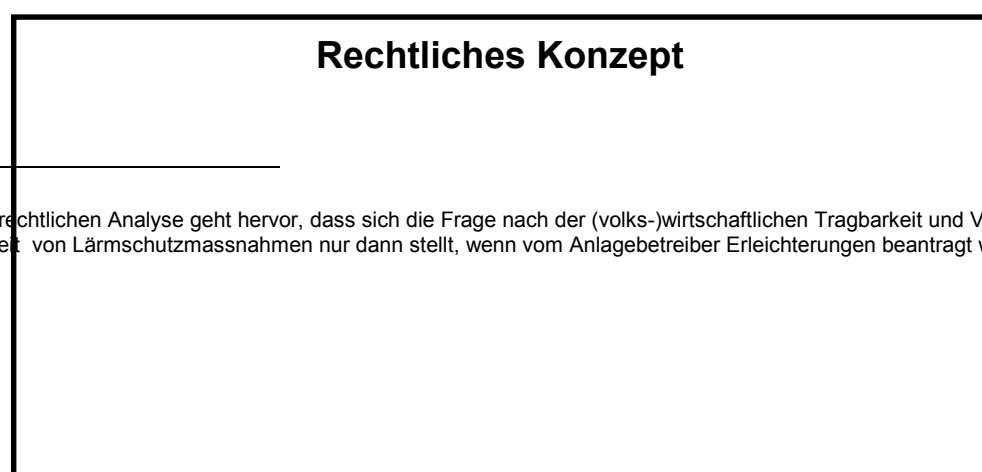 Rechtliches Konzept
rechtlichen Analyse geht hervor, dass sich die Frage nach der (volks-)wirtschaftlichen Tragbarkeit und V
eit von Lärmschutzmassnahmen nur dann stellt, wenn vom Anlagebetreiber Erleichterungen beantragt